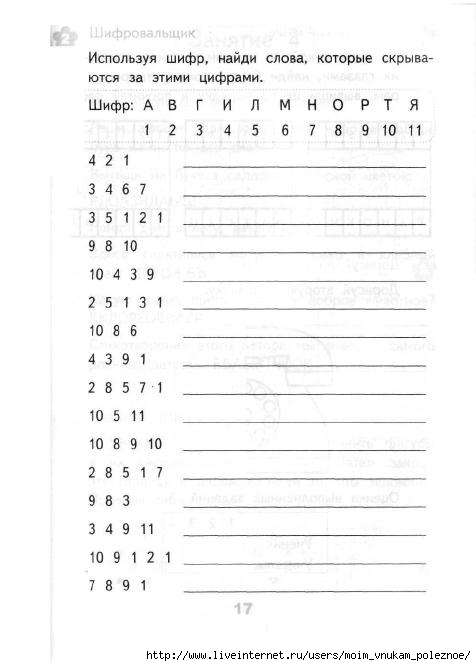 2 Шифровальщик
Используя шифр, найди слова, которые скрыва-
ются за этими цифрами.
Шифр: А В Г И Л М Н О Р Т Я
1 2 3 4 5 6 7 8 9 10 11
4 2 1
3 4 6 7
3 5 1 2 1
9 8 10
10 4 3 9
2 5 1 3 1
10 8 6
4 3 9 1
2 8 5 7 1
10 5 11
10 8 9 10
2 8 5 1 7
9 8 3
3 4 9 11
10 9 1 2 1
7 8 9 1
17
http://www.liveinternet.ru/users/moim_vnukam_poleznoe/